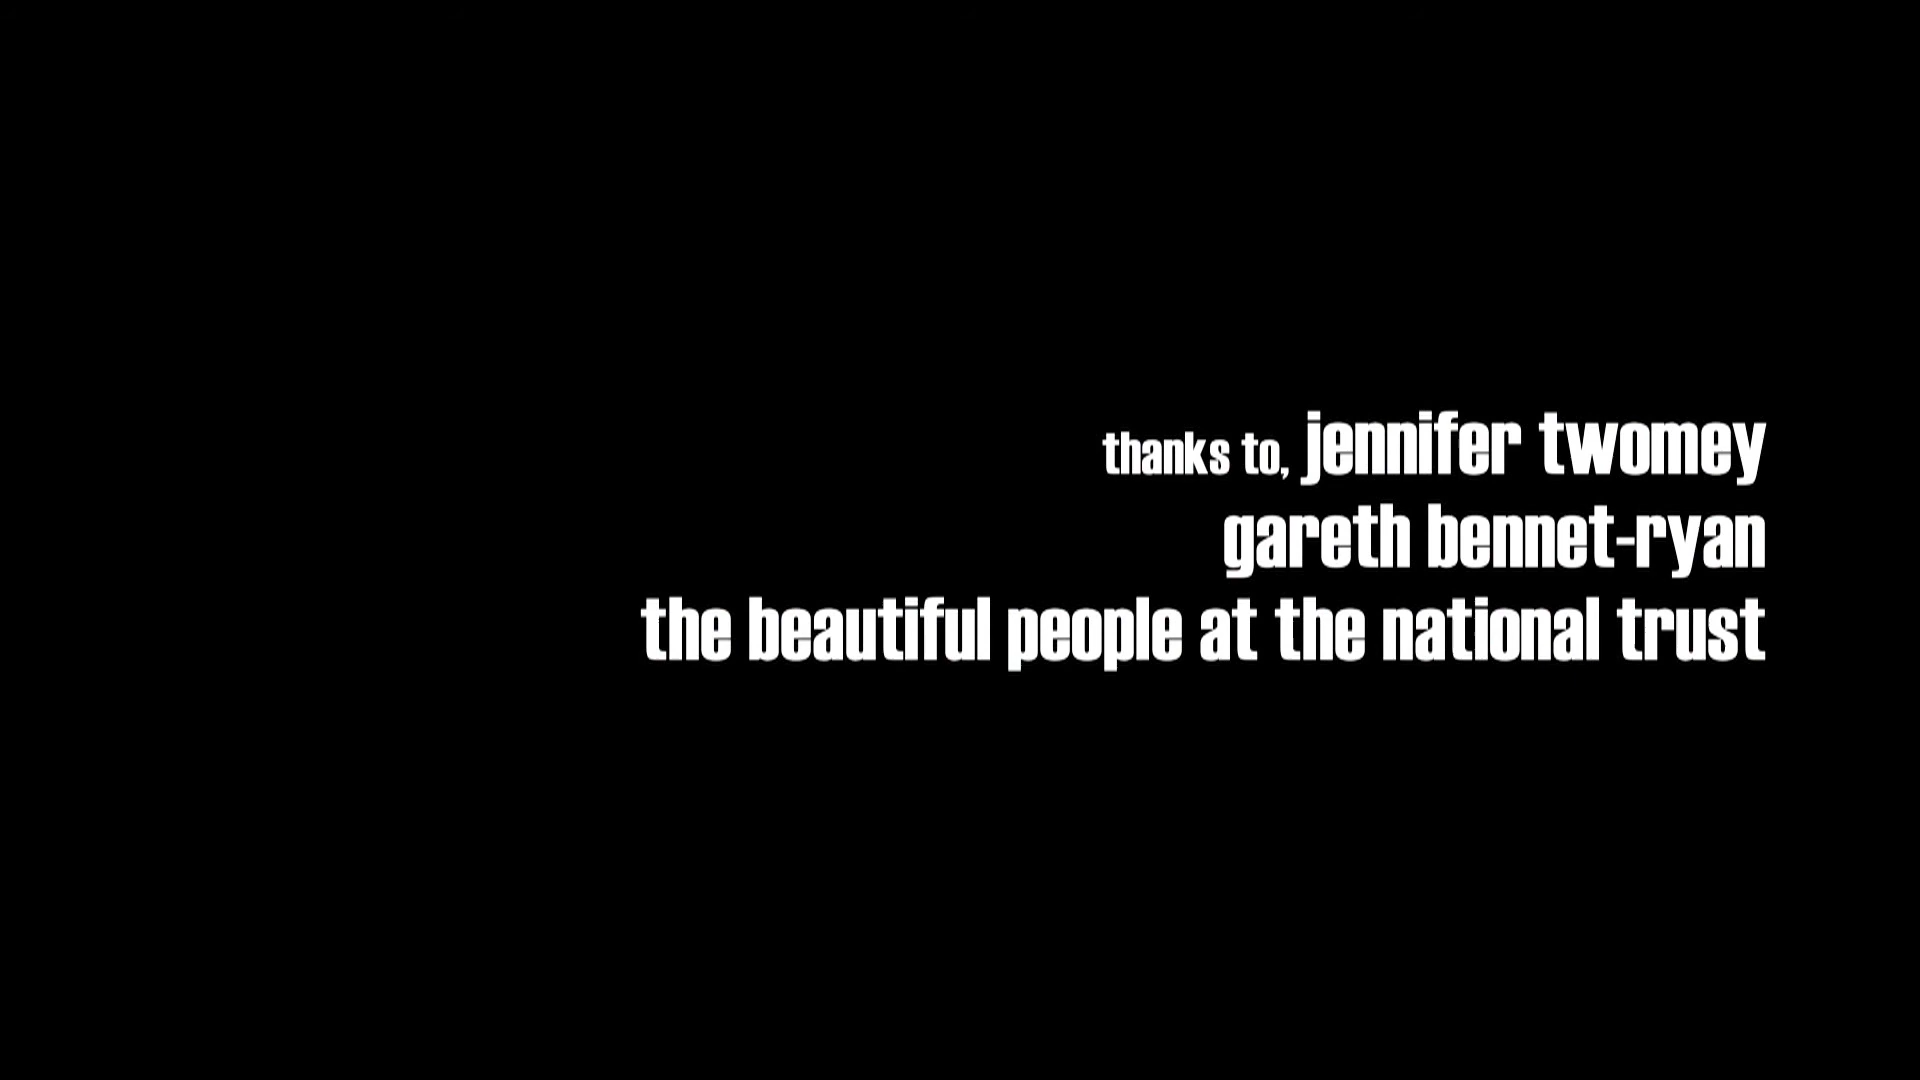 thanks to, jennifer twomey
gareth bennet-ryan
the beautiful people at the national trust